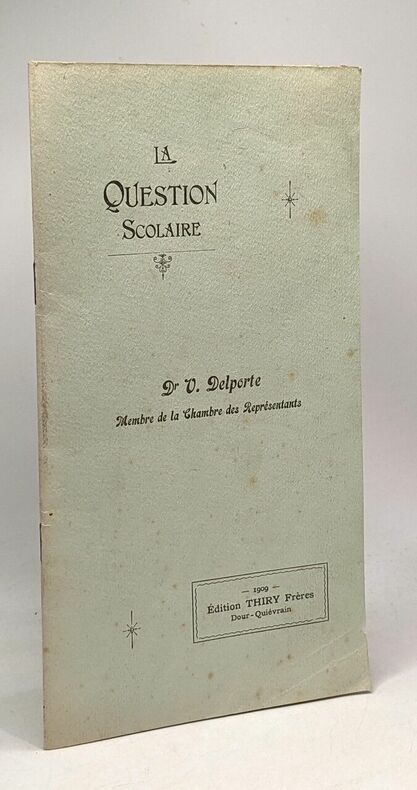 LA
QUESTION
SCOLAIRE
Dr V. Delporte
Membre de la Chambre des Représentants
— 1909 —
Édition THIRY Frères
Dour-Quiévrain